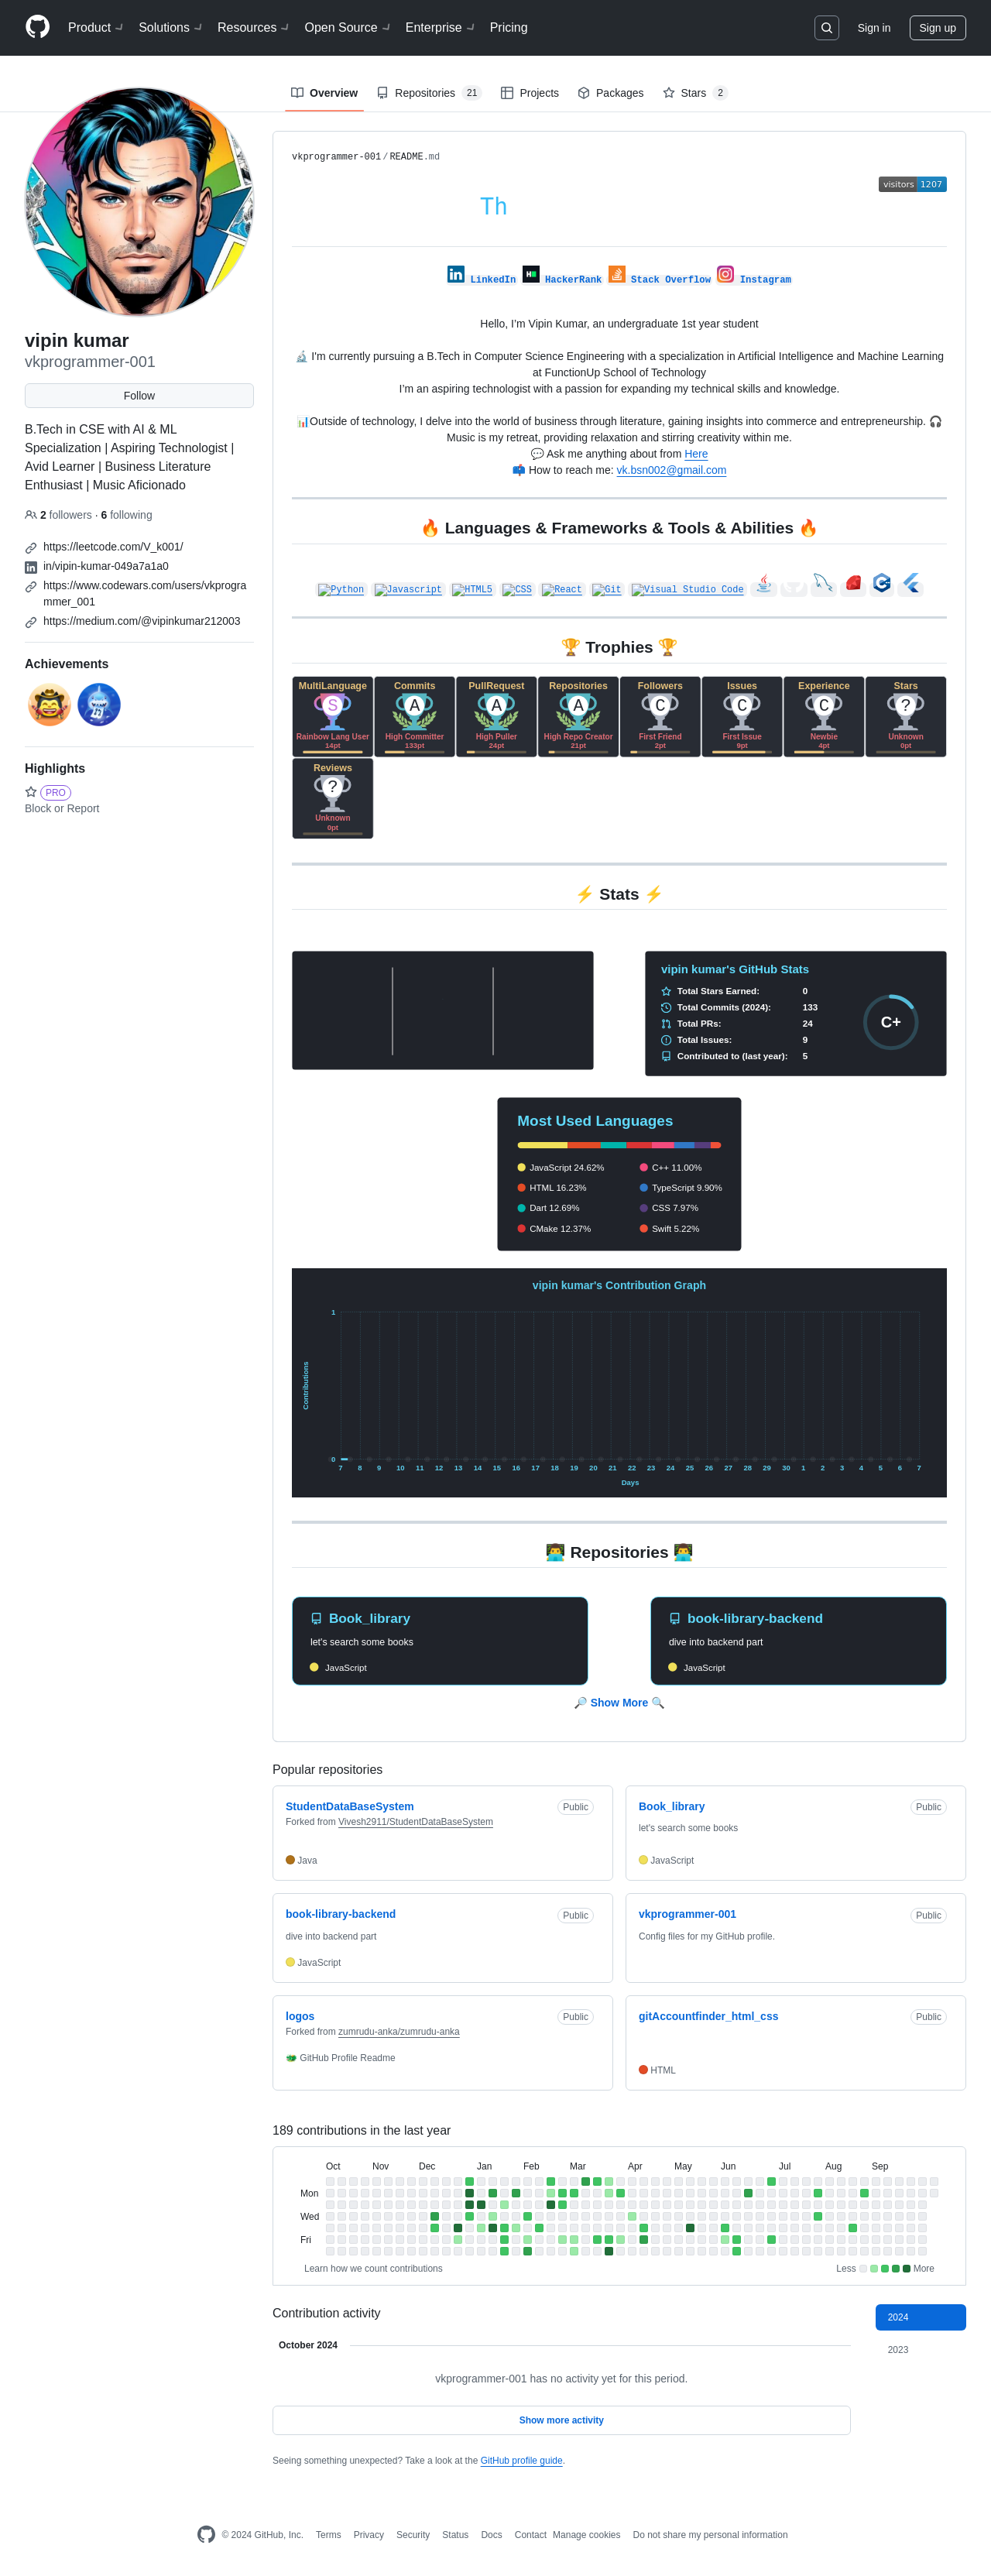 Product Solutions Resources Open Source Enterprise Pricing Sign in Sign up
Overview Repositories 21 Projects Packages Stars 2
vipin kumar
vkprogrammer-001
Follow
B.Tech in CSE with AI & ML
Specialization | Aspiring Technologist |
Avid Learner | Business Literature
Enthusiast | Music Aficionado
2 followers · 6 following
https://leetcode.com/V_k001/
in/vipin-kumar-049a7a1a0
https://www.codewars.com/users/vkprogra
mmer_001
https://medium.com/@vipinkumar212003
Achievements
Highlights
PRO
Block or Report
vkprogrammer-001/README.md
visitors 1207
Th
LinkedIn HackerRank Stack Overflow Instagram
Hello, I'm Vipin Kumar, an undergraduate 1st year student
🔬 I'm currently pursuing a B.Tech in Computer Science Engineering with a specialization in Artificial Intelligence and Machine Learning
at FunctionUp School of Technology
I'm an aspiring technologist with a passion for expanding my technical skills and knowledge.
📊Outside of technology, I delve into the world of business through literature, gaining insights into commerce and entrepreneurship. 🎧
Music is my retreat, providing relaxation and stirring creativity within me.
💬 Ask me anything about from Here
📫 How to reach me: vk.bsn002@gmail.com
🔥 Languages & Frameworks & Tools & Abilities 🔥
Python Javascript HTML5 CSS React Git Visual Studio Code
🏆 Trophies 🏆
MultiLanguage Commits PullRequest Repositories Followers Issues Experience Stars
S A A A C C C ?
Rainbow Lang User High Committer High Puller High Repo Creator First Friend First Issue Newbie Unknown
14pt 133pt 24pt 21pt 2pt 9pt 4pt 0pt
Reviews
?
Unknown
0pt
⚡ Stats ⚡
vipin kumar's GitHub Stats
Total Stars Earned: 0
Total Commits (2024): 133
Total PRs: 24
Total Issues: 9
Contributed to (last year): 5
C+
Most Used Languages
JavaScript 24.62% C++ 11.00%
HTML 16.23% TypeScript 9.90%
Dart 12.69% CSS 7.97%
CMake 12.37% Swift 5.22%
vipin kumar's Contribution Graph
1
Contributions
0
7 8 9 10 11 12 13 14 15 16 17 18 19 20 21 22 23 24 25 26 27 28 29 30 1 2 3 4 5 6 7
Days
👨‍💻 Repositories 👨‍💻
Book_library book-library-backend
let's search some books dive into backend part
JavaScript JavaScript
🔎 Show More 🔍
Popular repositories
StudentDataBaseSystem Public
Forked from Vivesh2911/StudentDataBaseSystem
Java
Book_library Public
let's search some books
JavaScript
book-library-backend Public
dive into backend part
JavaScript
vkprogrammer-001 Public
Config files for my GitHub profile.
logos Public
Forked from zumrudu-anka/zumrudu-anka
🐲 GitHub Profile Readme
gitAccountfinder_html_css Public
HTML
189 contributions in the last year
Oct Nov Dec Jan Feb Mar Apr May Jun Jul Aug Sep
Mon
Wed
Fri
Learn how we count contributions Less More
Contribution activity
2024
2023
October 2024
vkprogrammer-001 has no activity yet for this period.
Show more activity
Seeing something unexpected? Take a look at the GitHub profile guide.
© 2024 GitHub, Inc. Terms Privacy Security Status Docs Contact Manage cookies Do not share my personal information